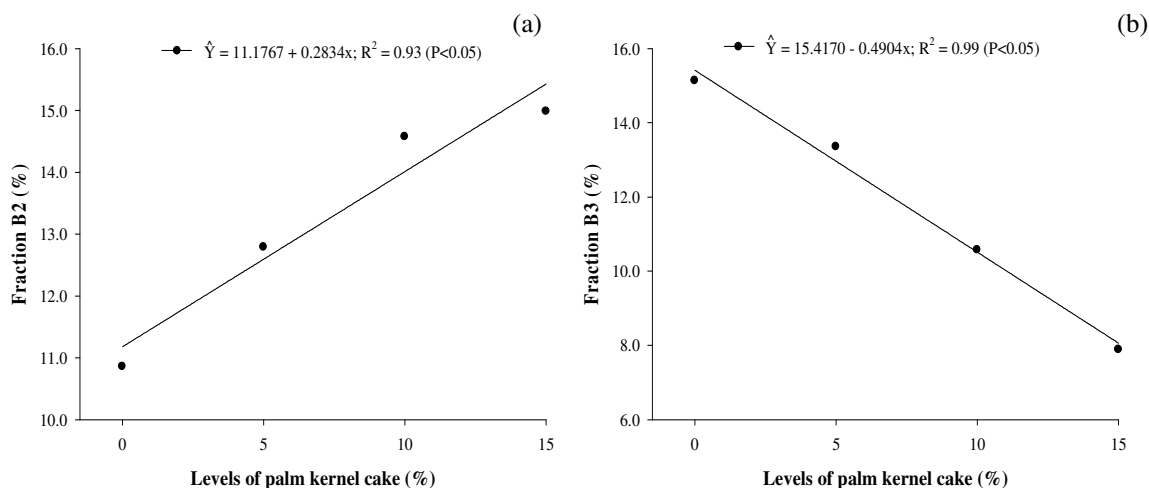 (a)
Ŷ = 11.1767 + 0.2834x; R² = 0.93 (P<0.05)
16.0
15.0
14.0
13.0
12.0
11.0
10.0
Fraction B2 (%)
0 5 10 15
Levels of palm kernel cake (%)
(b)
Ŷ = 15.4170 - 0.4904x; R² = 0.99 (P<0.05)
16.0
14.0
12.0
10.0
8.0
6.0
Fraction B3 (%)
0 5 10 15
Levels of palm kernel cake (%)